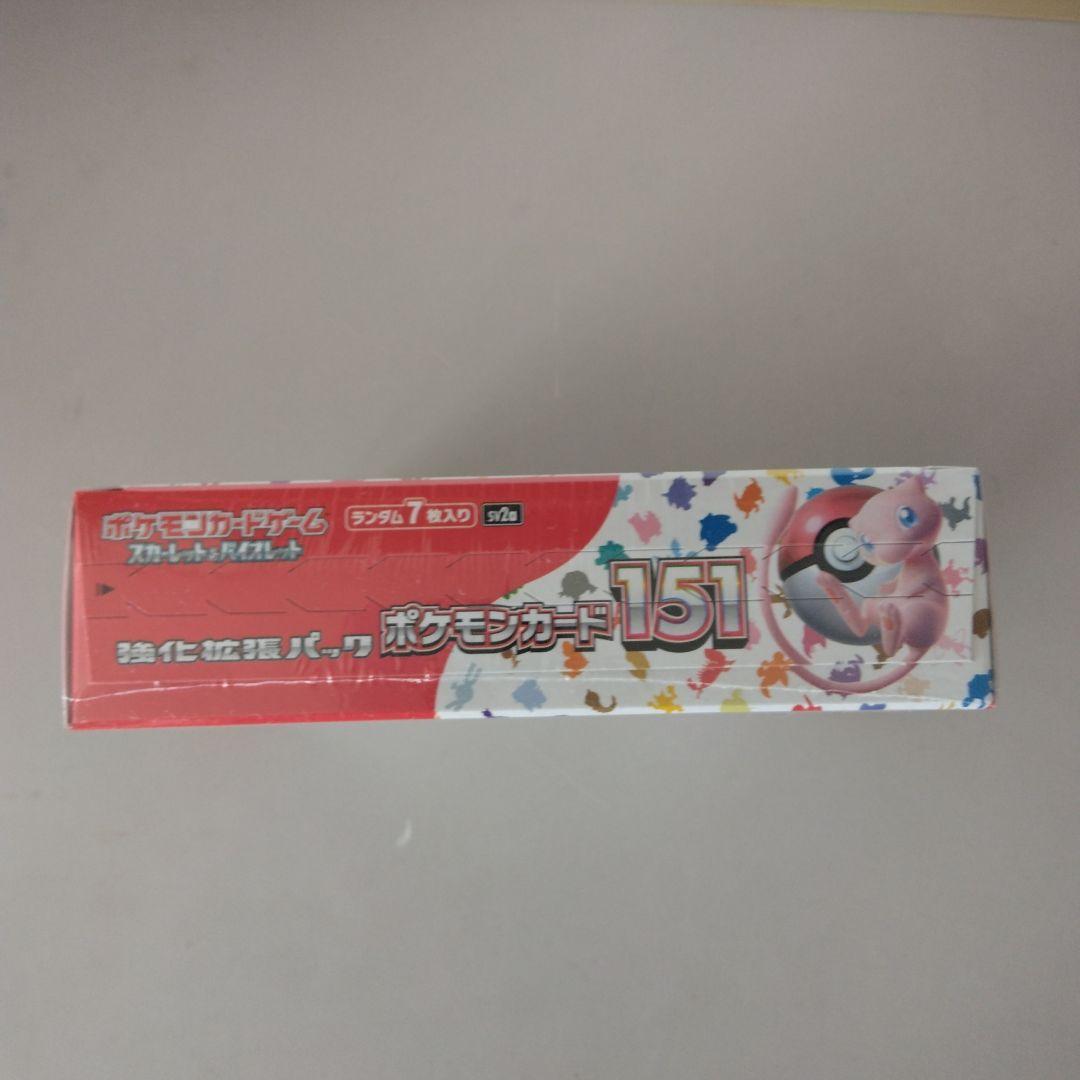 ポケモンカードゲーム
スカーレット&バイオレット
ランダム7枚入り
SV2a
強化拡張パック
ポケモンカード151